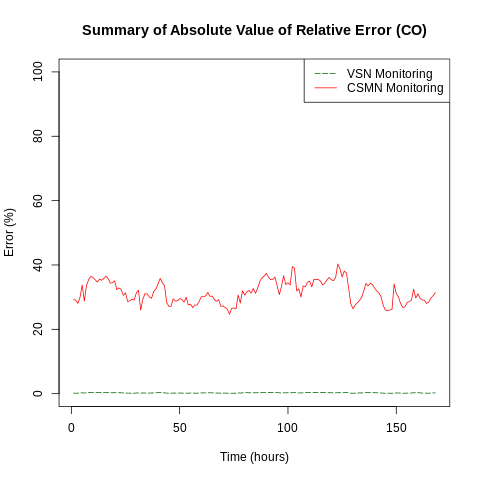 Summary of Absolute Value of Relative Error (CO)
VSN Monitoring
CSMN Monitoring
100
80
60
40
20
0
Error (%)
0 50 100 150
Time (hours)